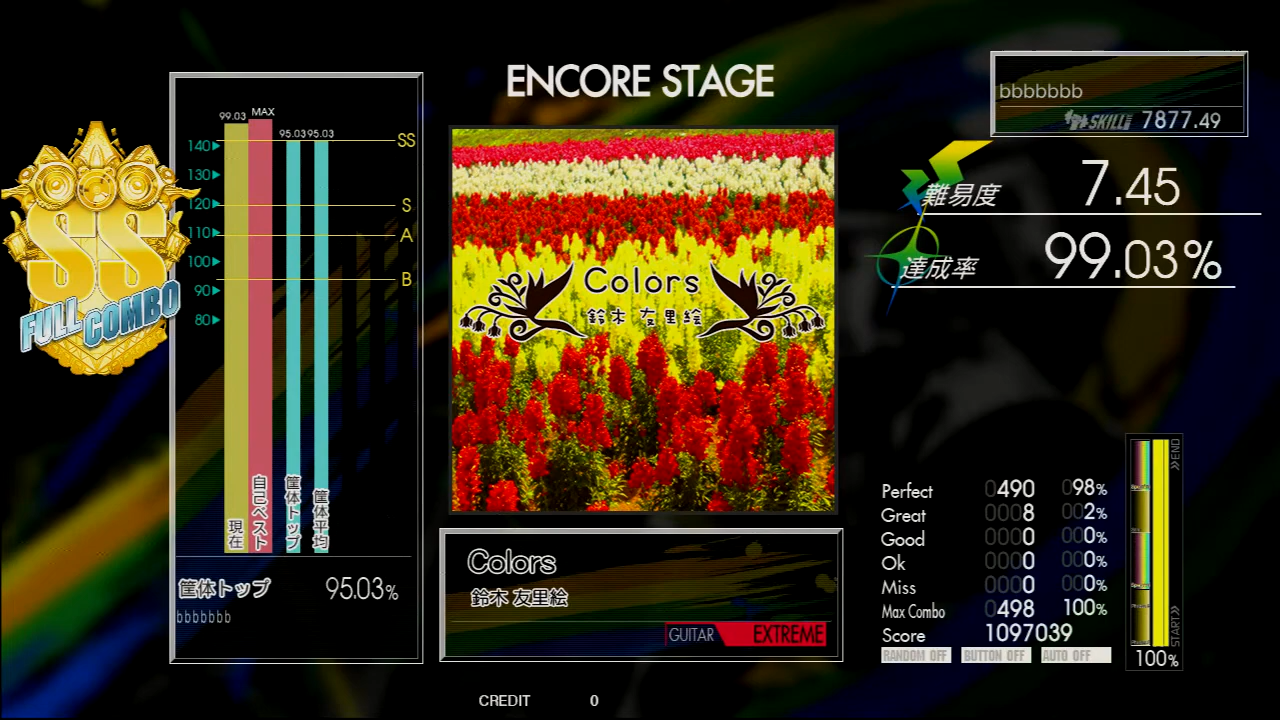 ENCORE STAGE
bbbbbbb
SKILL 7877.49
難易度 7.45
達成率 99.03%
SS
FULL COMBO
99.03 MAX 95.03 95.03
140 SS
130
120 S
110 A
100
90 B
80
現在
自己ベスト
筐体トップ
筐体平均
筐体トップ 95.03%
bbbbbbb
Colors
鈴木 友里絵
Colors
鈴木 友里絵
GUITAR EXTREME
Perfect 0490 098%
Great 0008 002%
Good 0000 000%
Ok 0000 000%
Miss 0000 000%
Max Combo 0498 100%
Score 1097039
RANDOM OFF BUTTON OFF AUTO OFF
END
START
100%
CREDIT 0